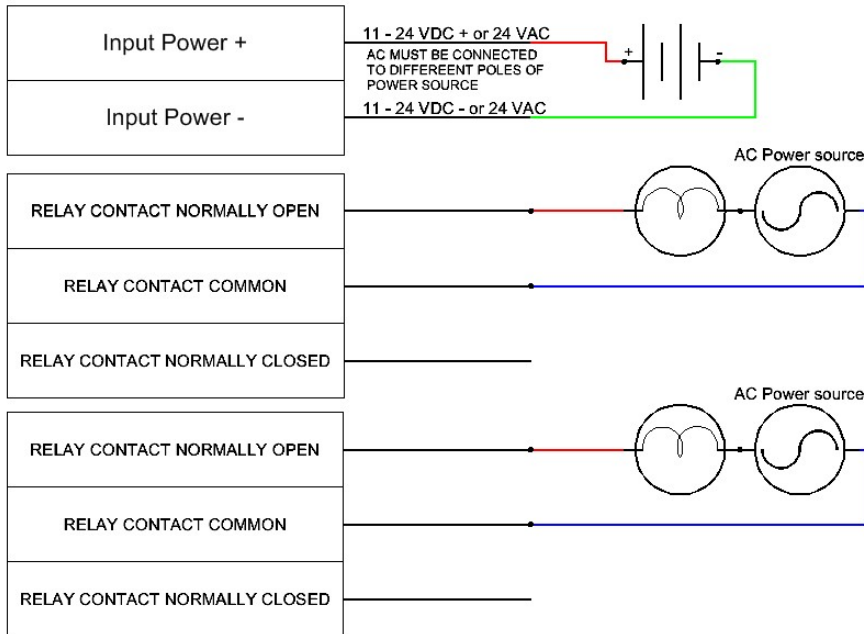 Input Power +
11 - 24 VDC + or 24 VAC
AC MUST BE CONNECTED
TO DIFFEREENT POLES OF
POWER SOURCE
+
-
Input Power -
11 - 24 VDC - or 24 VAC
AC Power source
RELAY CONTACT NORMALLY OPEN
RELAY CONTACT COMMON
RELAY CONTACT NORMALLY CLOSED
AC Power source
RELAY CONTACT NORMALLY OPEN
RELAY CONTACT COMMON
RELAY CONTACT NORMALLY CLOSED